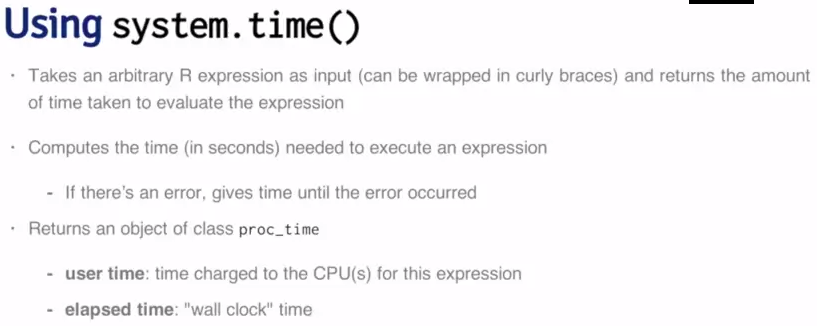 Using system.time()
· Takes an arbitrary R expression as input (can be wrapped in curly braces) and returns the amount
of time taken to evaluate the expression
· Computes the time (in seconds) needed to execute an expression
- If there's an error, gives time until the error occurred
· Returns an object of class proc_time
- user time: time charged to the CPU(s) for this expression
- elapsed time: "wall clock" time